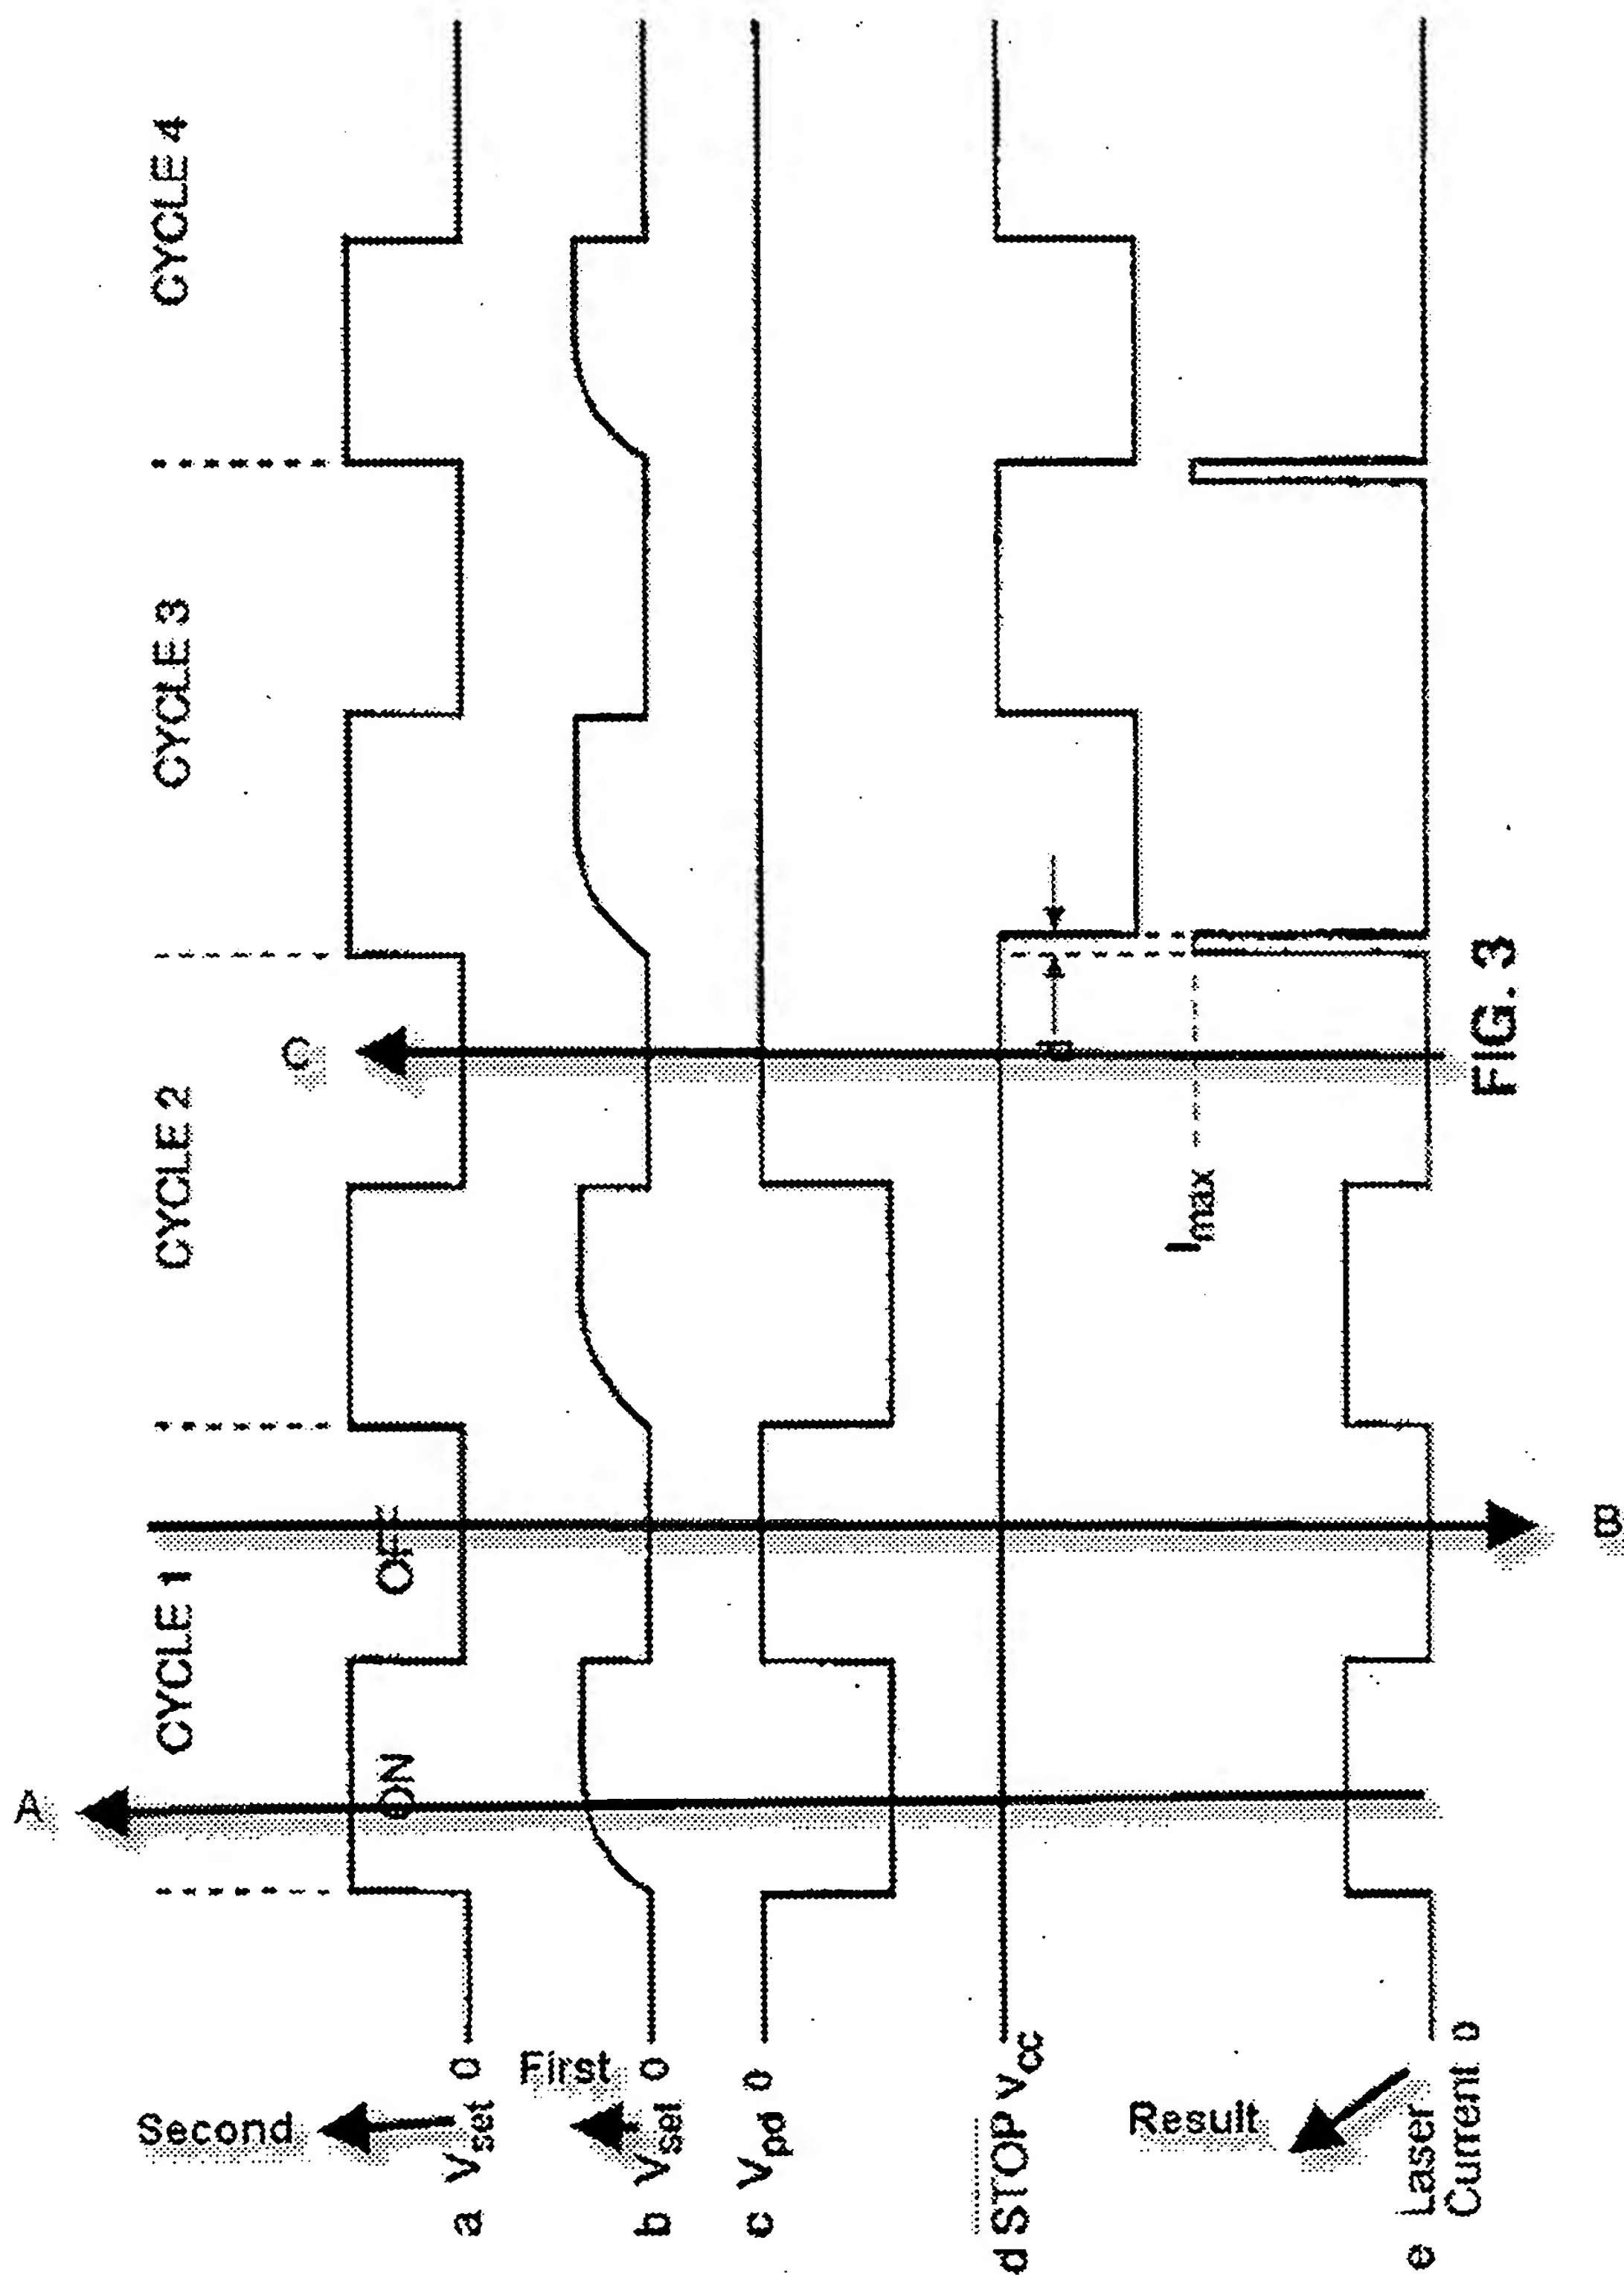 CYCLE 1
CYCLE 2
CYCLE 3
CYCLE 4
A
ON
OFF
B
C
Second
a Vset 0
First
b Vsel 0
c Vpd 0
d STOP Vcc
Imax
Result
e Laser
Current 0
FIG. 3